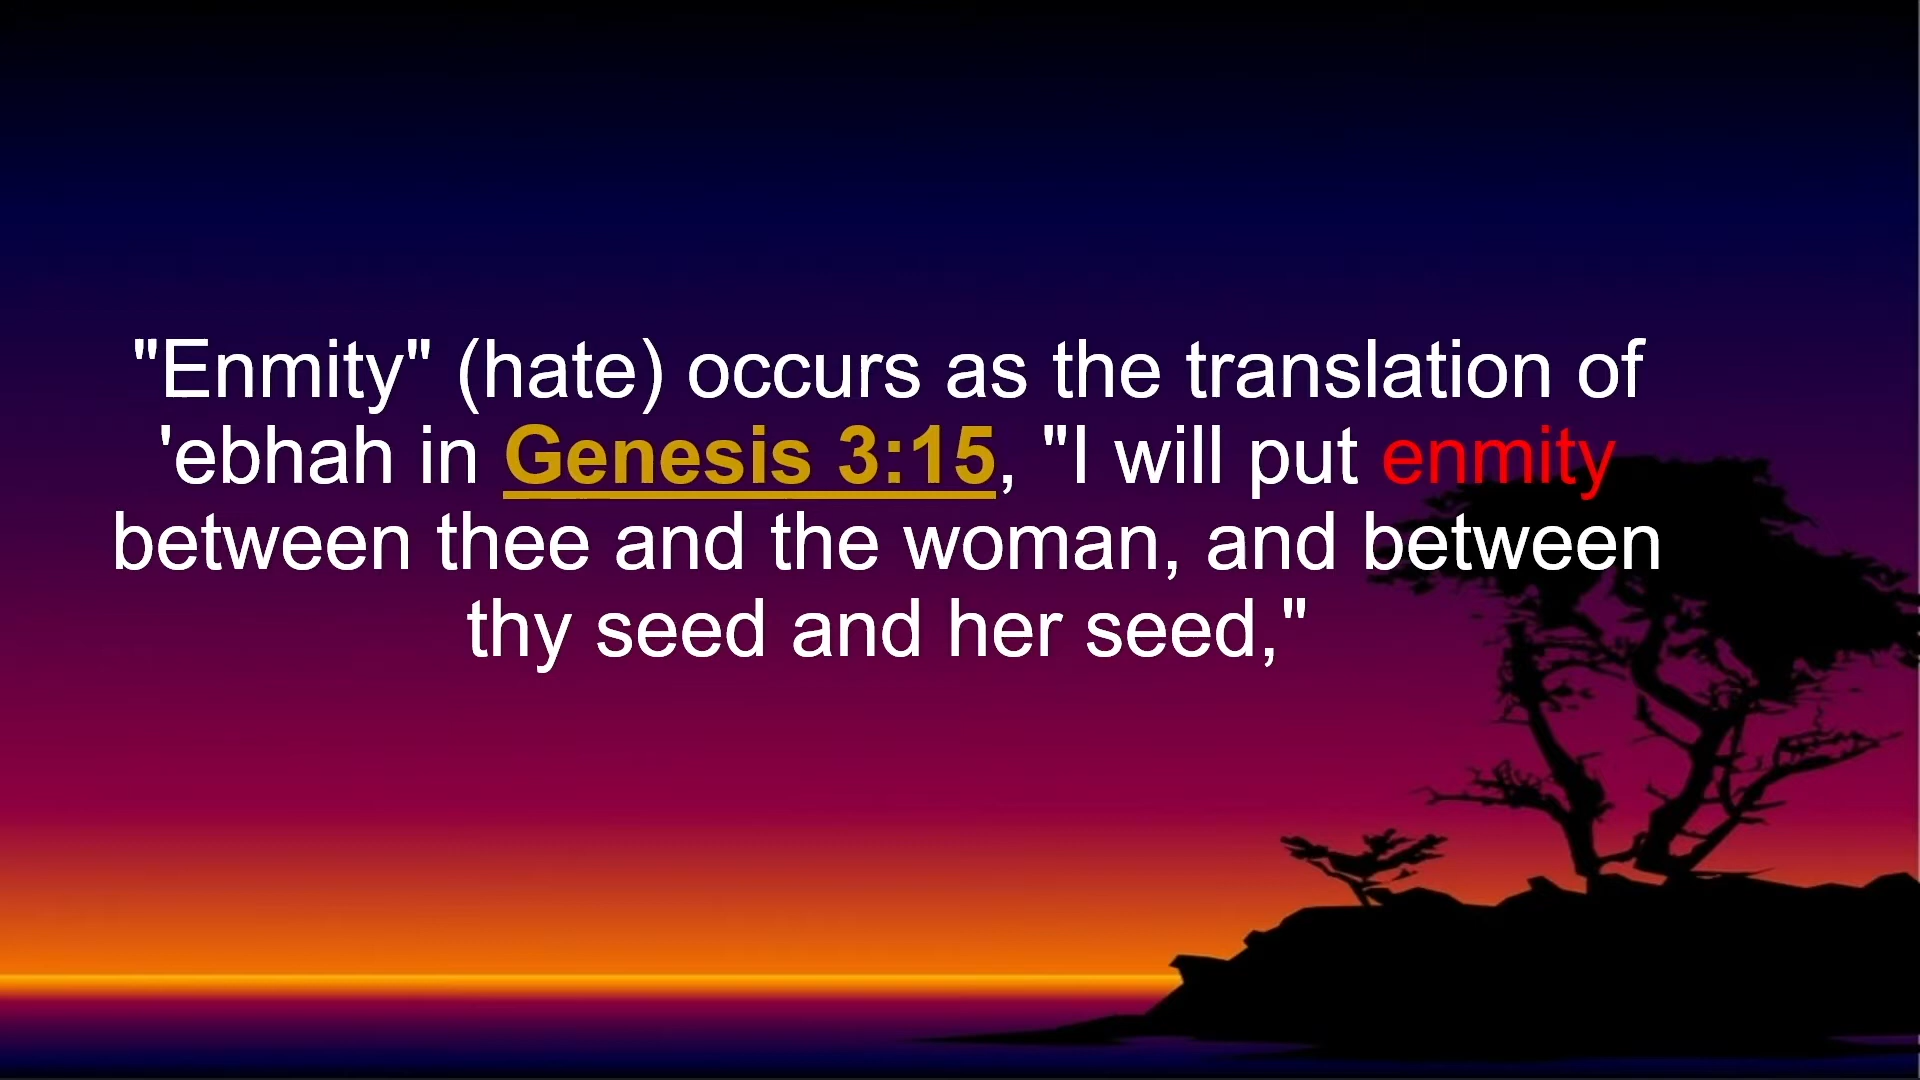 "Enmity" (hate) occurs as the translation of
'ebhah in Genesis 3:15, "I will put enmity
between thee and the woman, and between
thy seed and her seed,"